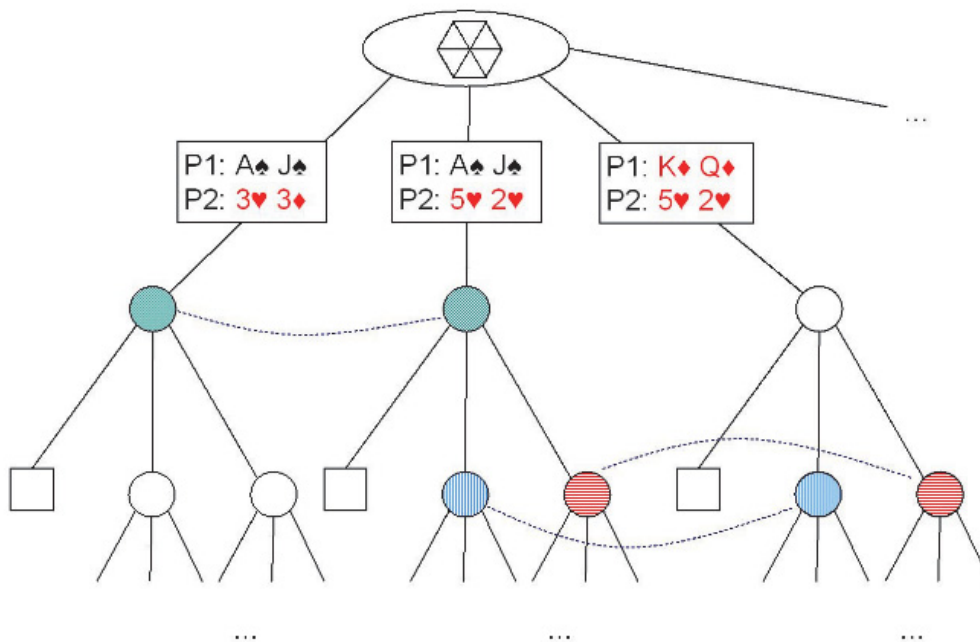 ...
P1: A♠ J♠
P2: 3♥ 3♦
P1: A♠ J♠
P2: 5♥ 2♥
P1: K♦ Q♦
P2: 5♥ 2♥
...
...
...